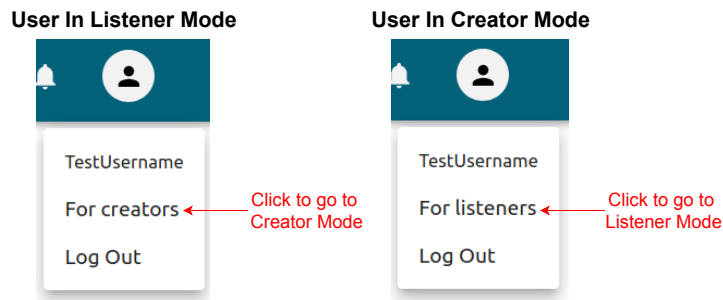 User In Listener Mode
TestUsername
For creators
Log Out
Click to go to
Creator Mode
User In Creator Mode
TestUsername
For listeners
Log Out
Click to go to
Listener Mode